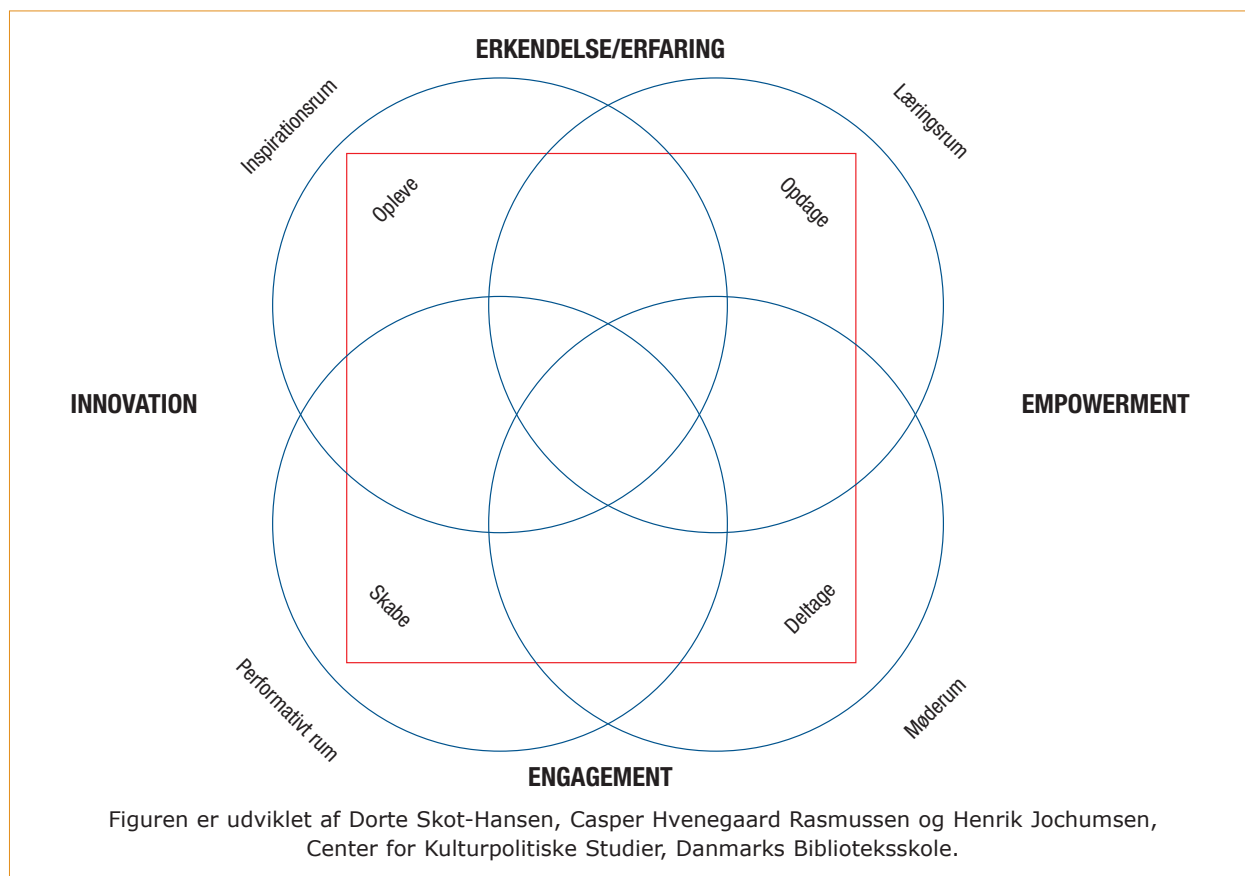 ERKENDELSE/ERFARING
Inspirationsrum
Læringsrum
Opleve
Opdage
INNOVATION
EMPOWERMENT
Skabe
Deltage
Performativt rum
Møderum
ENGAGEMENT
Figuren er udviklet af Dorte Skot-Hansen, Casper Hvenegaard Rasmussen og Henrik Jochumsen,
Center for Kulturpolitiske Studier, Danmarks Biblioteksskole.